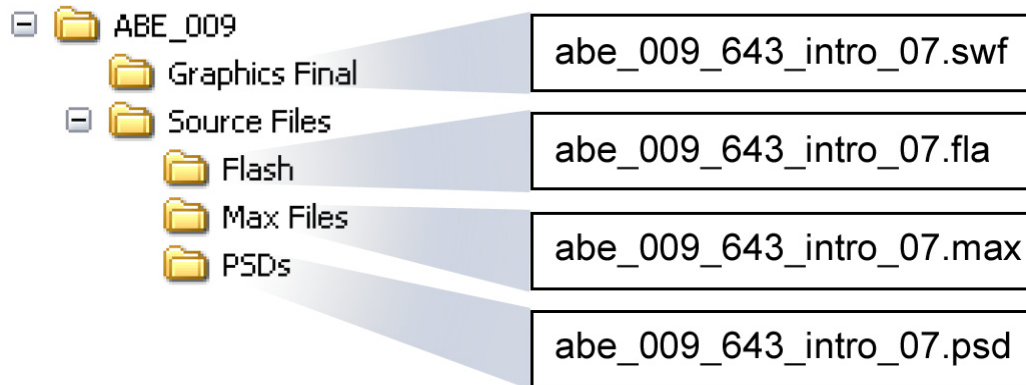 ABE_009
Graphics Final
abe_009_643_intro_07.swf
Source Files
Flash
abe_009_643_intro_07.fla
Max Files
abe_009_643_intro_07.max
PSDs
abe_009_643_intro_07.psd